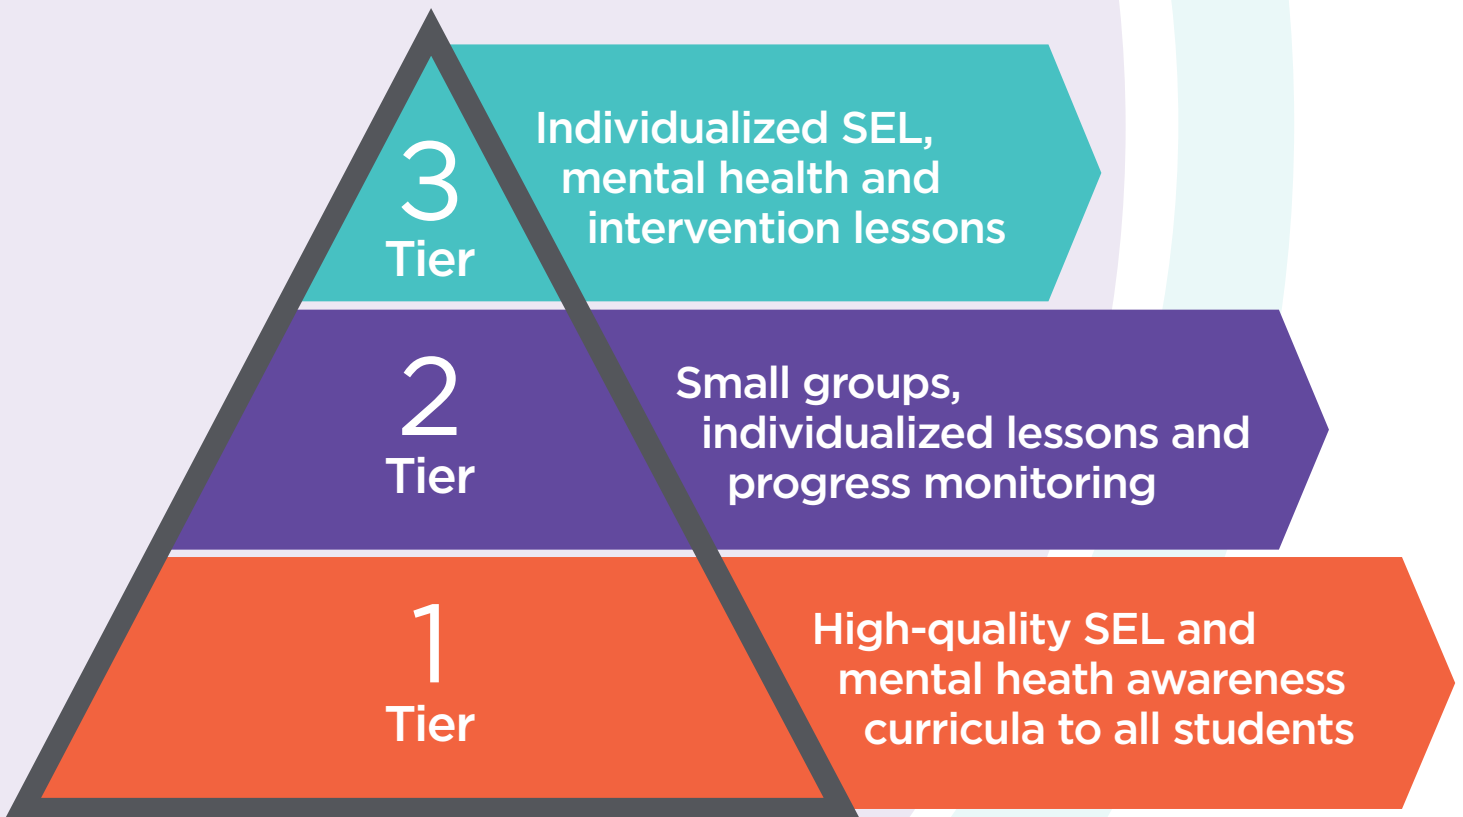 3
Tier
Individualized SEL,
mental health and
intervention lessons
2
Tier
Small groups,
individualized lessons and
progress monitoring
1
Tier
High-quality SEL and
mental heath awareness
curricula to all students